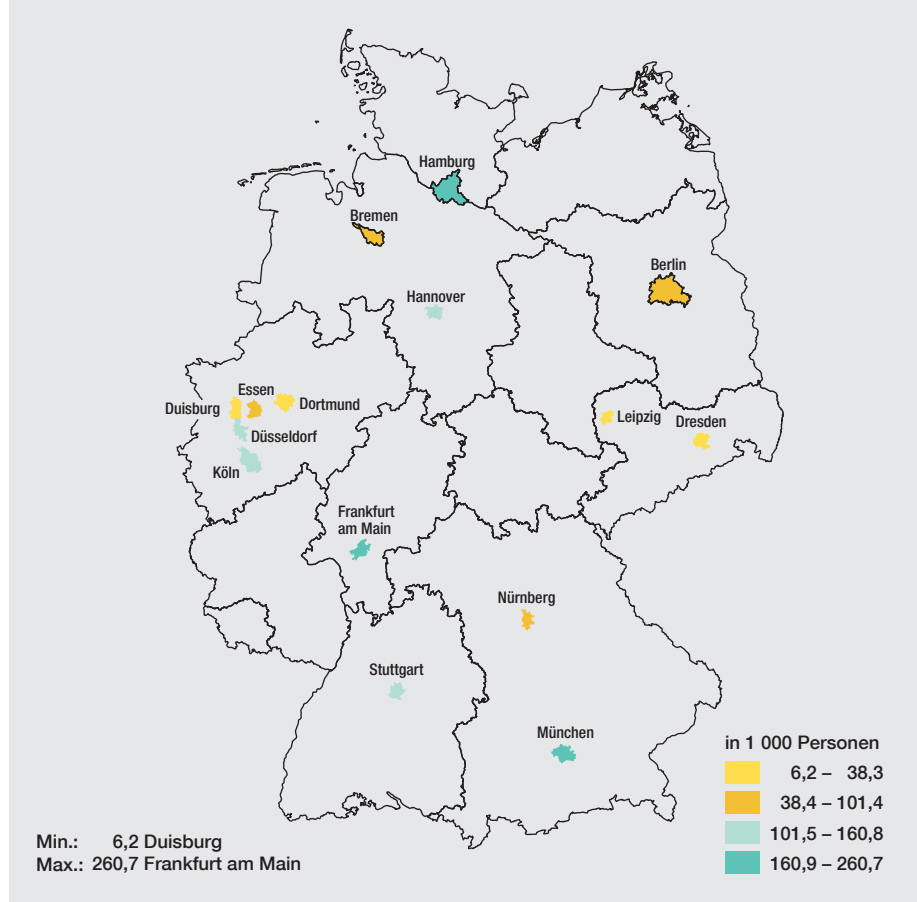 Hamburg
Bremen
Berlin
Hannover
Essen
Duisburg
Dortmund
Leipzig
Dresden
Düsseldorf
Köln
Frankfurt
am Main
Nürnberg
Stuttgart
München
in 1 000 Personen
6,2 – 38,3
38,4 – 101,4
101,5 – 160,8
160,9 – 260,7
Min.: 6,2 Duisburg
Max.: 260,7 Frankfurt am Main